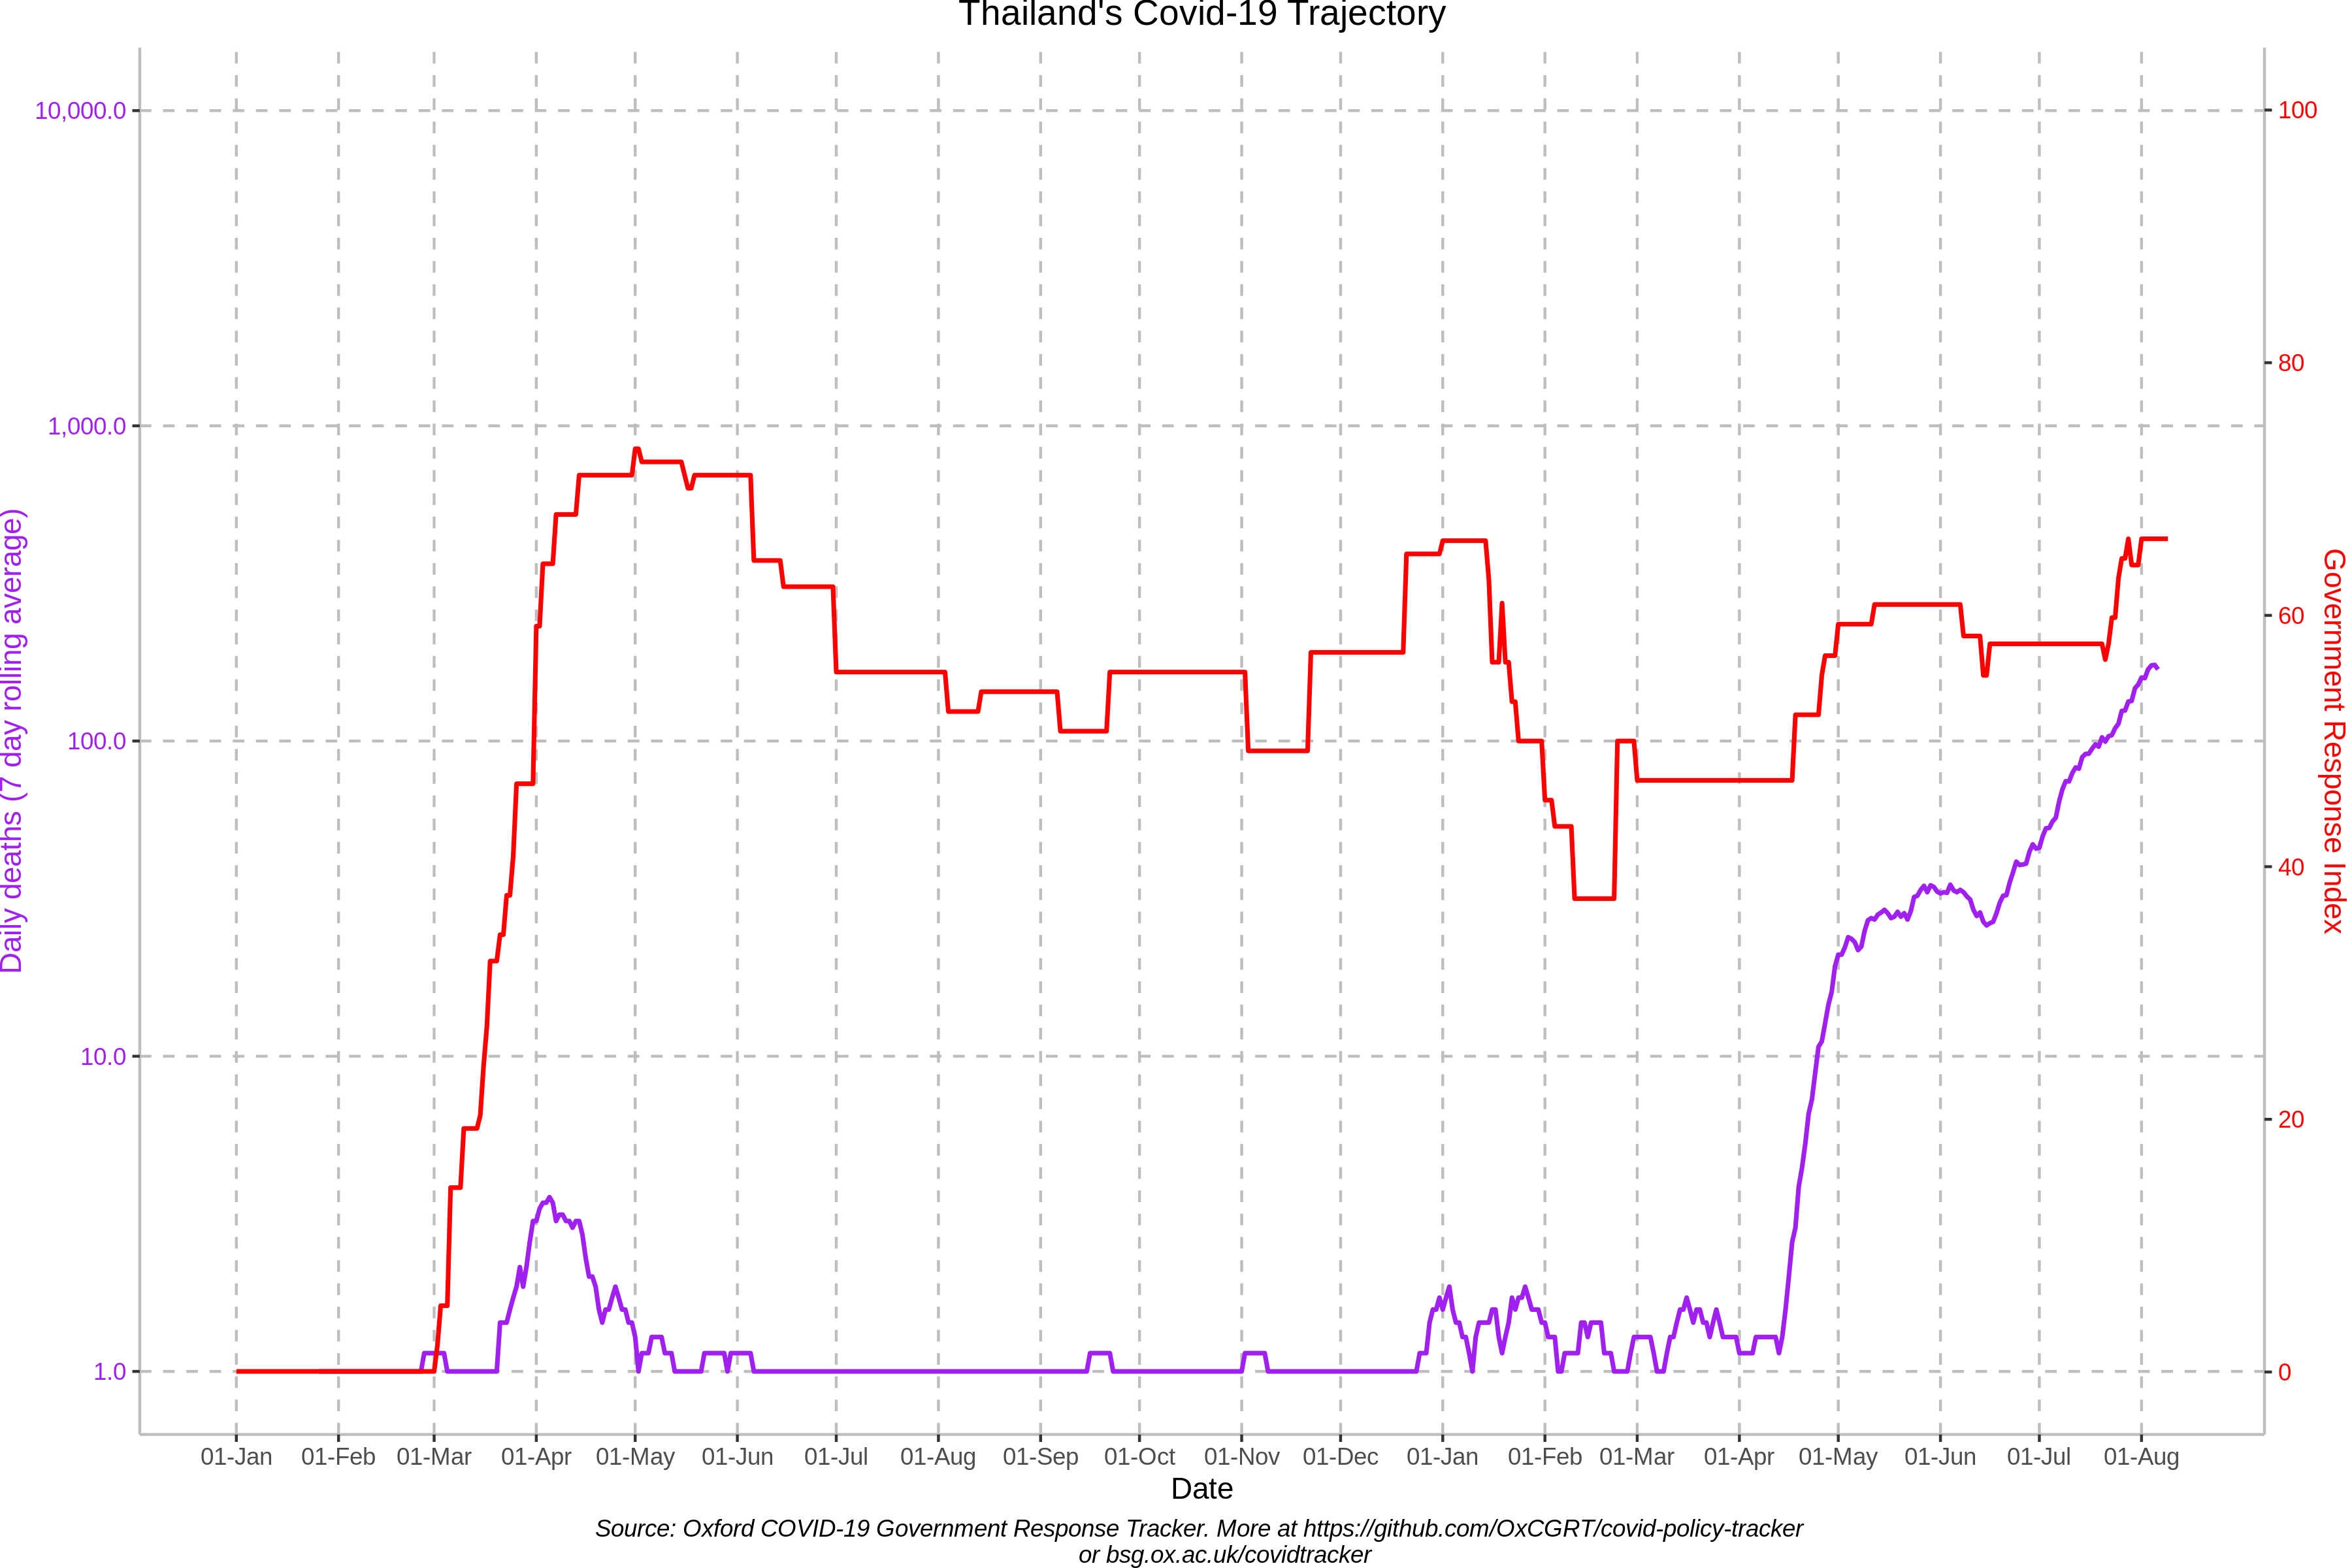 Thailand's Covid-19 Trajectory
10,000.0
1,000.0
100.0
10.0
1.0
Daily deaths (7 day rolling average)
100
80
60
40
20
0
Government Response Index
01-Jan 01-Feb 01-Mar 01-Apr 01-May 01-Jun 01-Jul 01-Aug 01-Sep 01-Oct 01-Nov 01-Dec 01-Jan 01-Feb 01-Mar 01-Apr 01-May 01-Jun 01-Jul 01-Aug
Date
Source: Oxford COVID-19 Government Response Tracker. More at https://github.com/OxCGRT/covid-policy-tracker
or bsg.ox.ac.uk/covidtracker